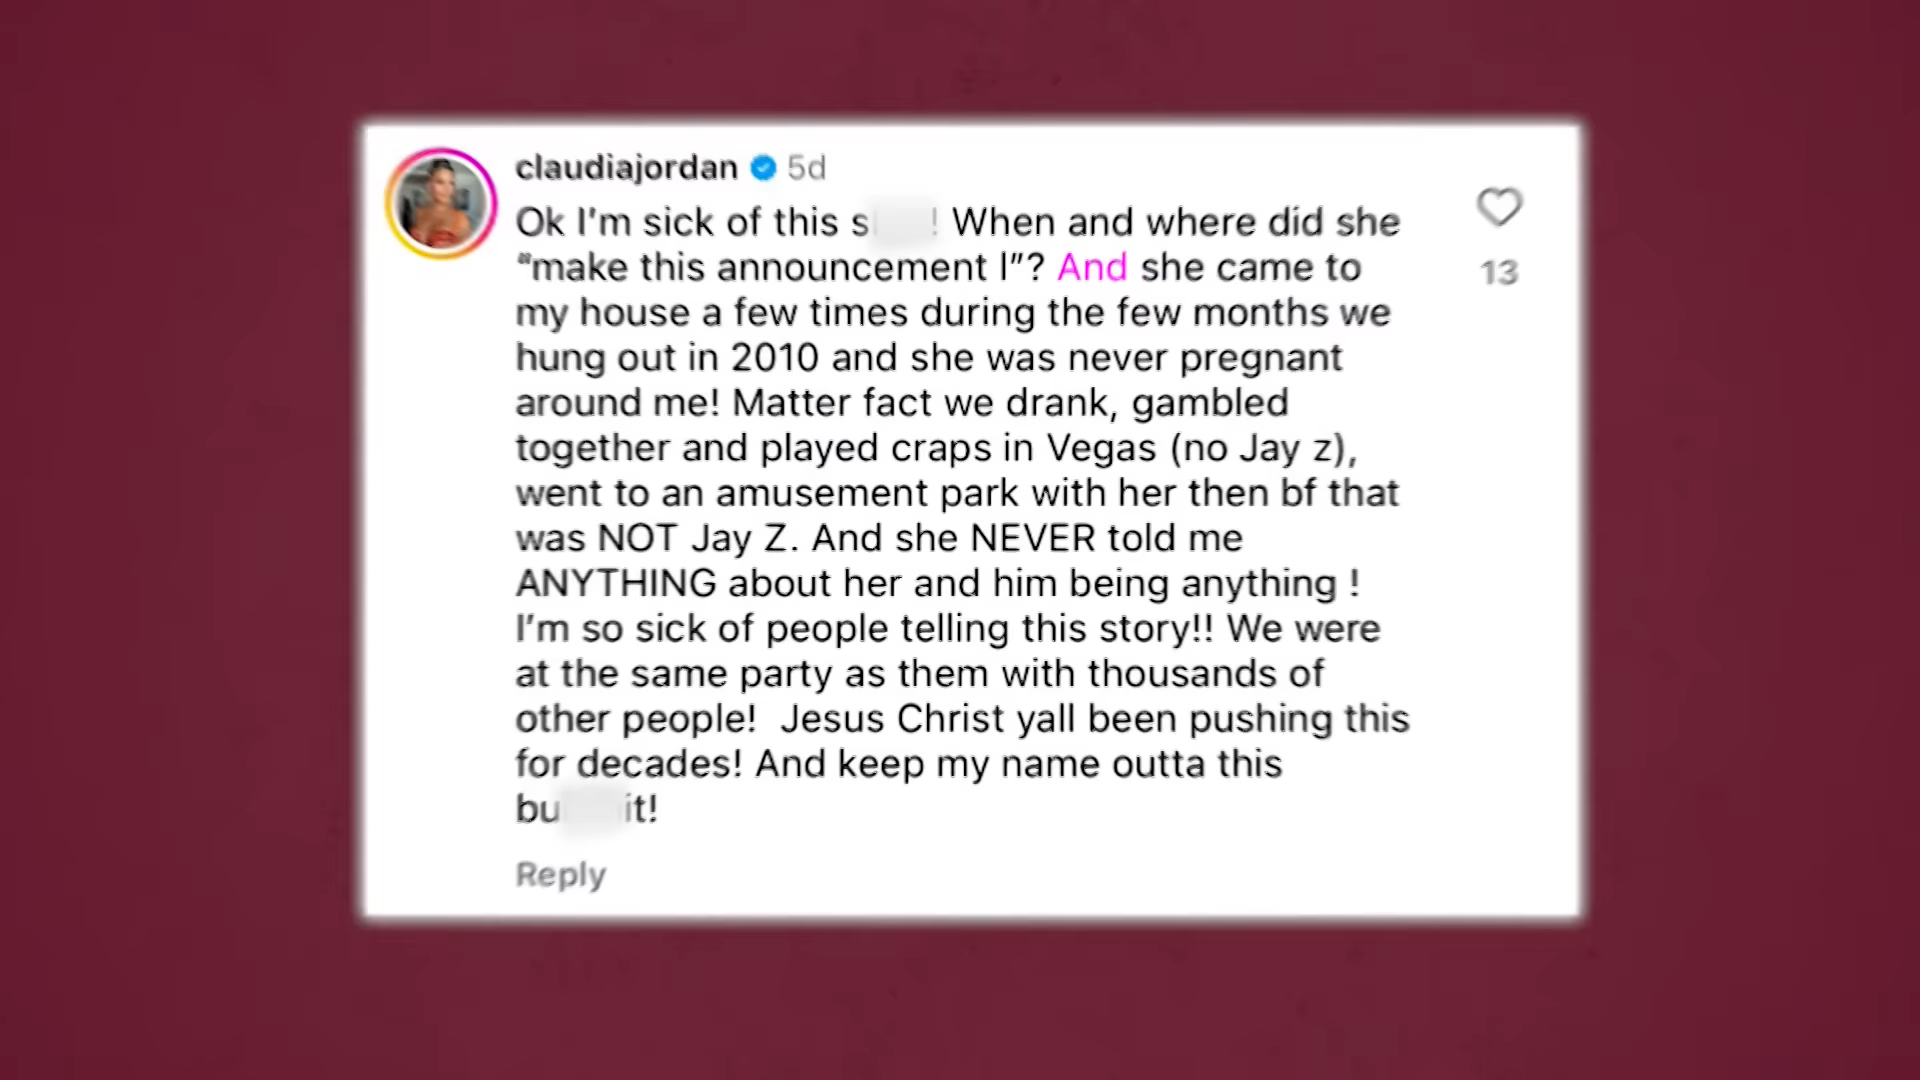 claudiajordan 5d
Ok I'm sick of this s ! When and where did she
“make this announcement I”? And she came to
my house a few times during the few months we
hung out in 2010 and she was never pregnant
around me! Matter fact we drank, gambled
together and played craps in Vegas (no Jay z),
went to an amusement park with her then bf that
was NOT Jay Z. And she NEVER told me
ANYTHING about her and him being anything !
I'm so sick of people telling this story!! We were
at the same party as them with thousands of
other people!  Jesus Christ yall been pushing this
for decades! And keep my name outta this
bu it!
Reply
13